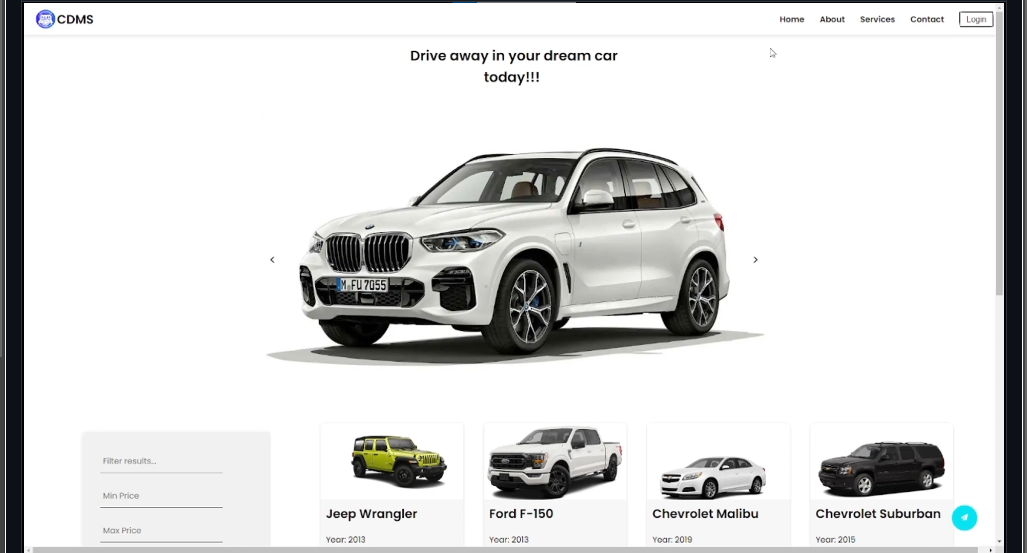 CDMS
Home About Services Contact Login
Drive away in your dream car
today!!!
M FU 7055
Filter results...
Min Price
Max Price
Jeep Wrangler
Year: 2013
Ford F-150
Year: 2013
Chevrolet Malibu
Year: 2019
Chevrolet Suburban
Year: 2015